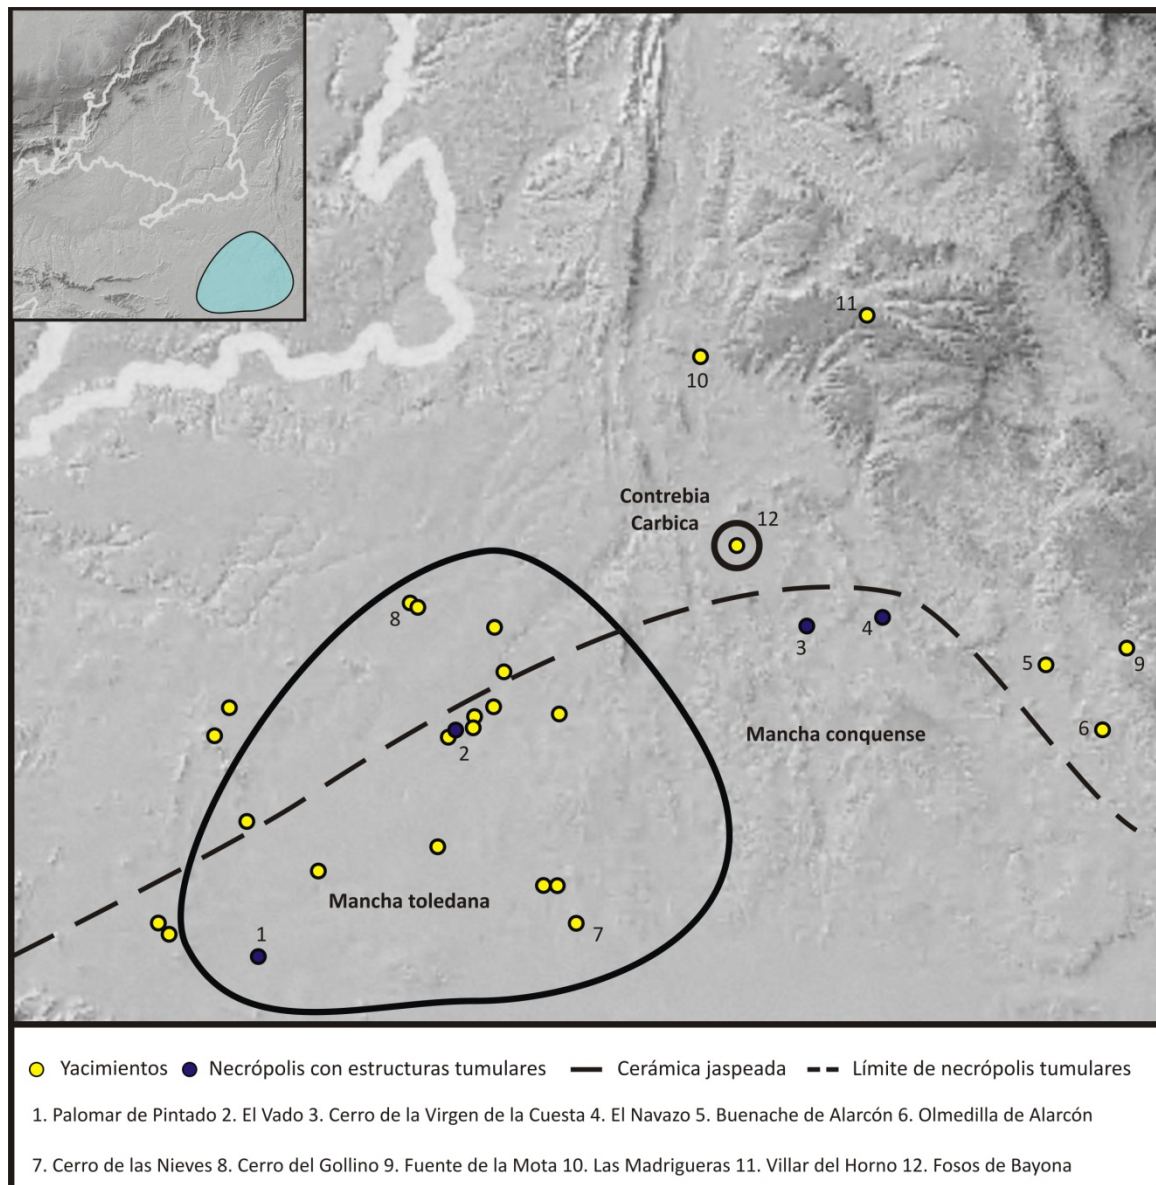 11
10
Contrebia
Carbica
12
8
3
4
5
9
6
2
Mancha conquense
Mancha toledana
1
7
Yacimientos Necrópolis con estructuras tumulares Cerámica jaspeada Límite de necrópolis tumulares
1. Palomar de Pintado 2. El Vado 3. Cerro de la Virgen de la Cuesta 4. El Navazo 5. Buenache de Alarcón 6. Olmedilla de Alarcón
7. Cerro de las Nieves 8. Cerro del Gollino 9. Fuente de la Mota 10. Las Madrigueras 11. Villar del Horno 12. Fosos de Bayona